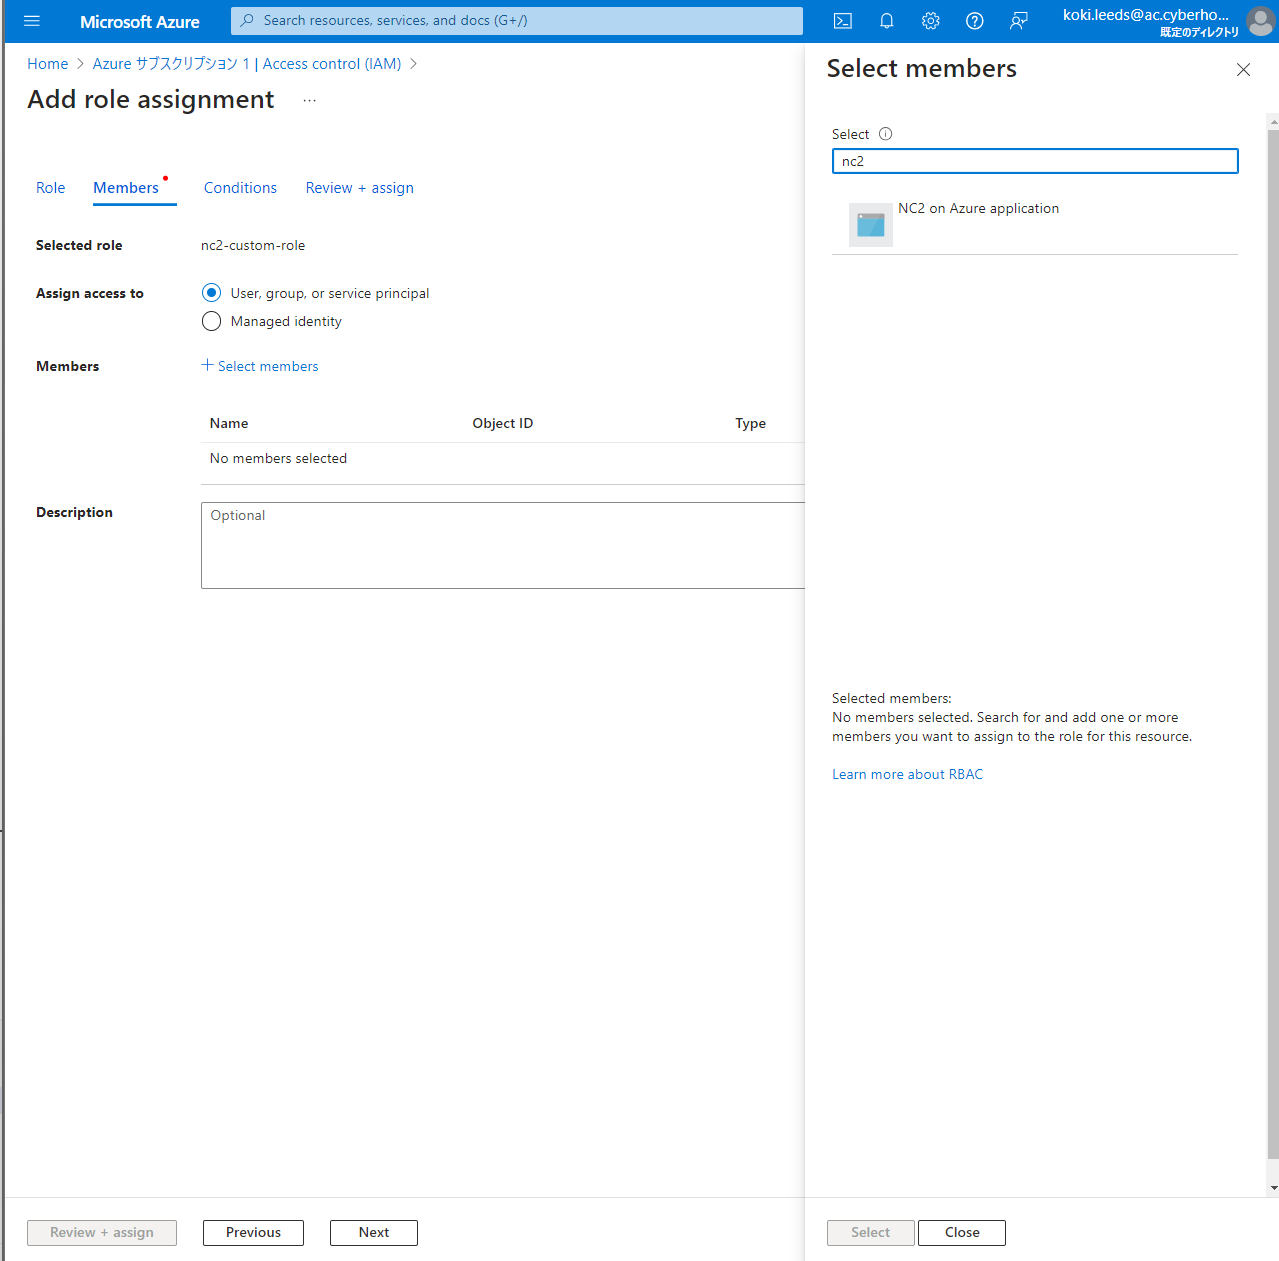 Microsoft Azure
Search resources, services, and docs (G+/)
koki.leeds@ac.cyberho...
既定のディレクトリ
Home > Azure サブスクリプション 1 | Access control (IAM) >
Add role assignment ...
Role
Members
Conditions
Review + assign
Selected role
nc2-custom-role
Assign access to
User, group, or service principal
Managed identity
Members
+ Select members
Name
Object ID
Type
No members selected
Description
Optional
Review + assign
Previous
Next
Select members
Select
nc2
NC2 on Azure application
Selected members:
No members selected. Search for and add one or more
members you want to assign to the role for this resource.
Learn more about RBAC
Select
Close